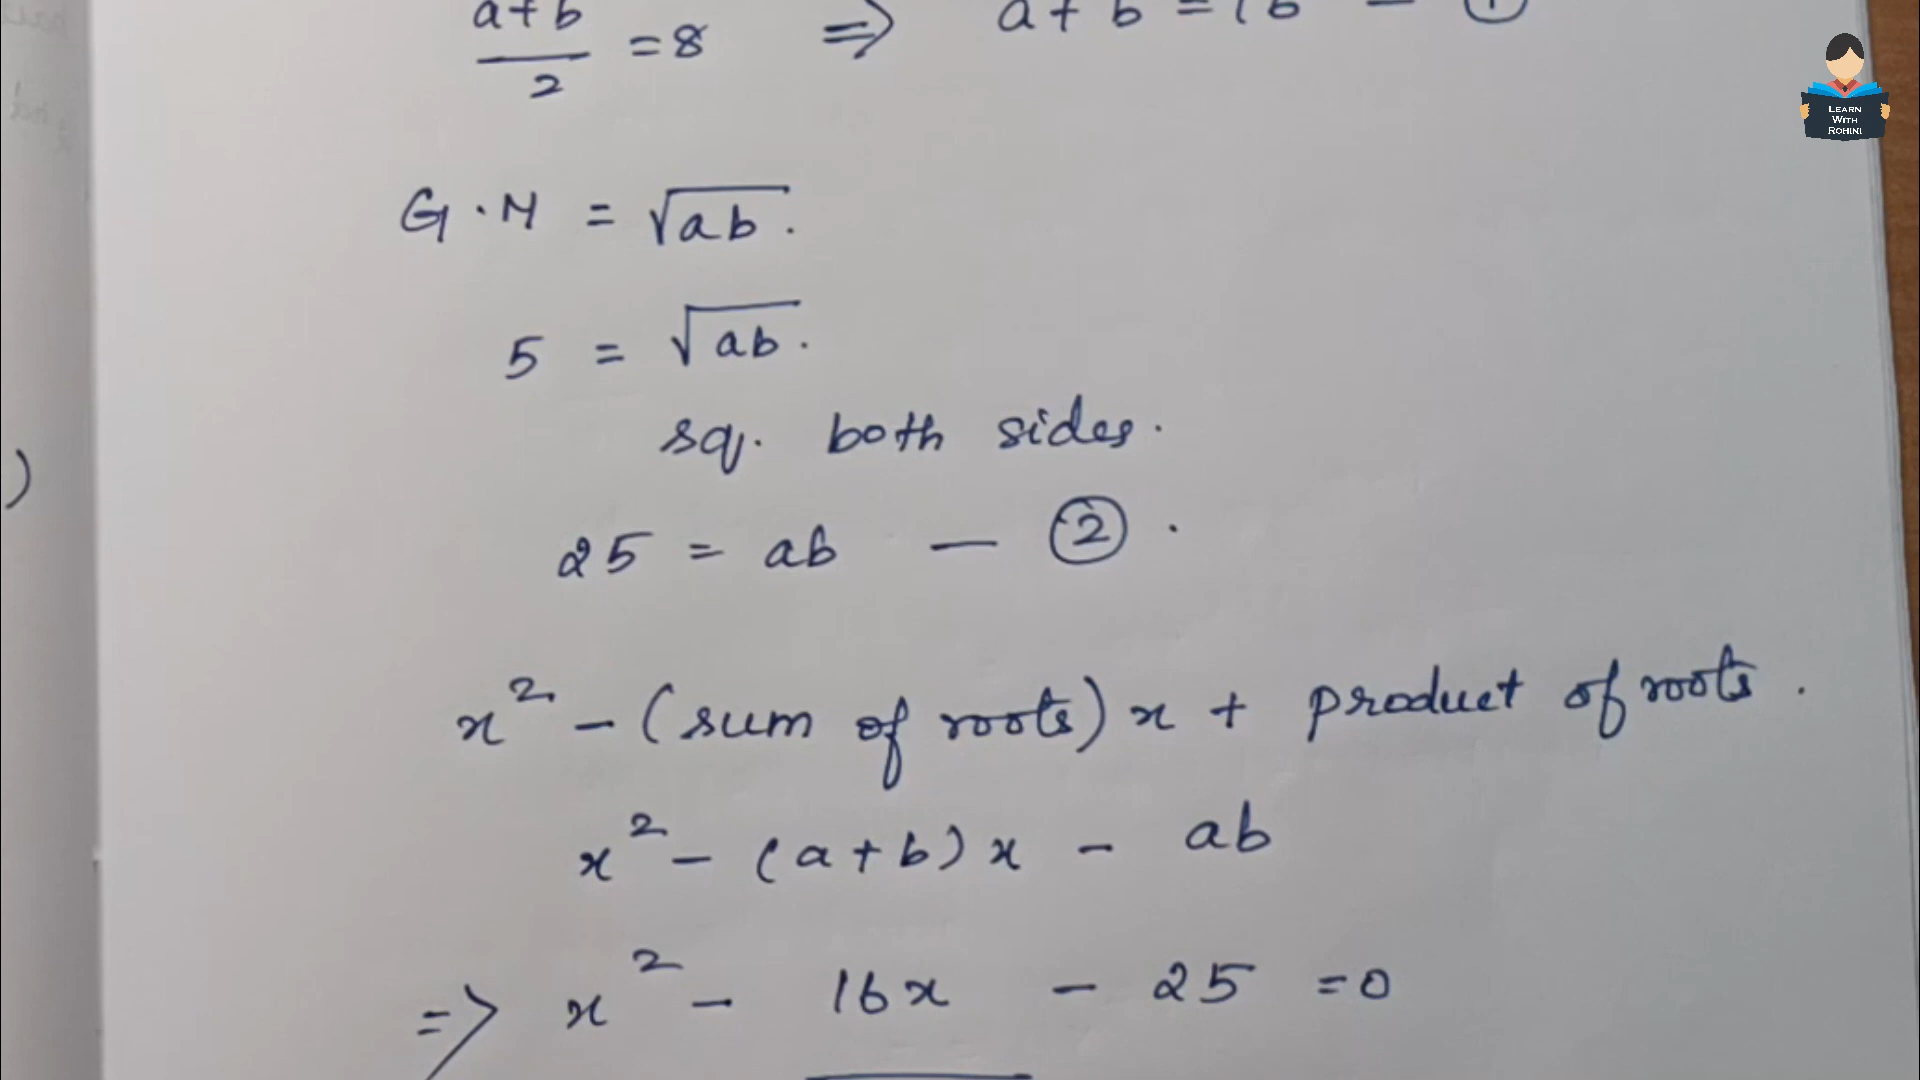 a+b
—— = 8 ⇒ a + b = 16 — ①
2
LEARN
WITH
ROHINI
G.M = √ab.
5 = √ab.
sq. both sides.
)
25 = ab — ②.
x² - (sum of roots) x + product of roots.
x² - (a+b) x - ab
⇒ x² - 16x - 25 = 0